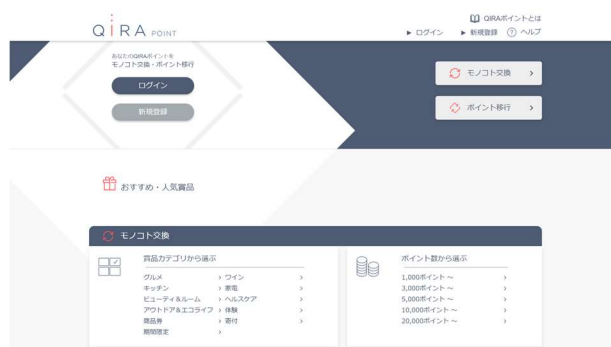 QiRA POINT
QIRAポイントとは
▶ ログイン ▶ 新規登録 ? ヘルプ
あなたのQIRAポイントを
モノコト交換・ポイント移行
ログイン
新規登録
モノコト交換 >
ポイント移行 >
おすすめ・人気賞品
モノコト交換
賞品カテゴリから選ぶ
グルメ > ワイン >
キッチン > 家電 >
ビューティ&ルーム > ヘルスケア >
アウトドア&エコライフ > 体験 >
商品券 > 寄付 >
期間限定 >
ポイント数から選ぶ
1,000ポイント ~ >
3,000ポイント ~ >
5,000ポイント ~ >
10,000ポイント ~ >
20,000ポイント ~ >